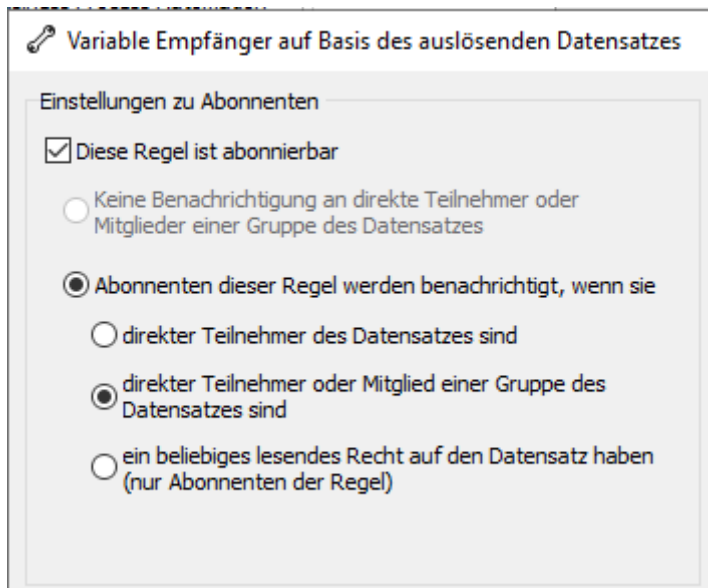 Variable Empfänger auf Basis des auslösenden Datensatzes
Einstellungen zu Abonnenten
Diese Regel ist abonnierbar
Keine Benachrichtigung an direkte Teilnehmer oder
Mitglieder einer Gruppe des Datensatzes
Abonnenten dieser Regel werden benachrichtigt, wenn sie
direkter Teilnehmer des Datensatzes sind
direkter Teilnehmer oder Mitglied einer Gruppe des
Datensatzes sind
ein beliebiges lesendes Recht auf den Datensatz haben
(nur Abonnenten der Regel)